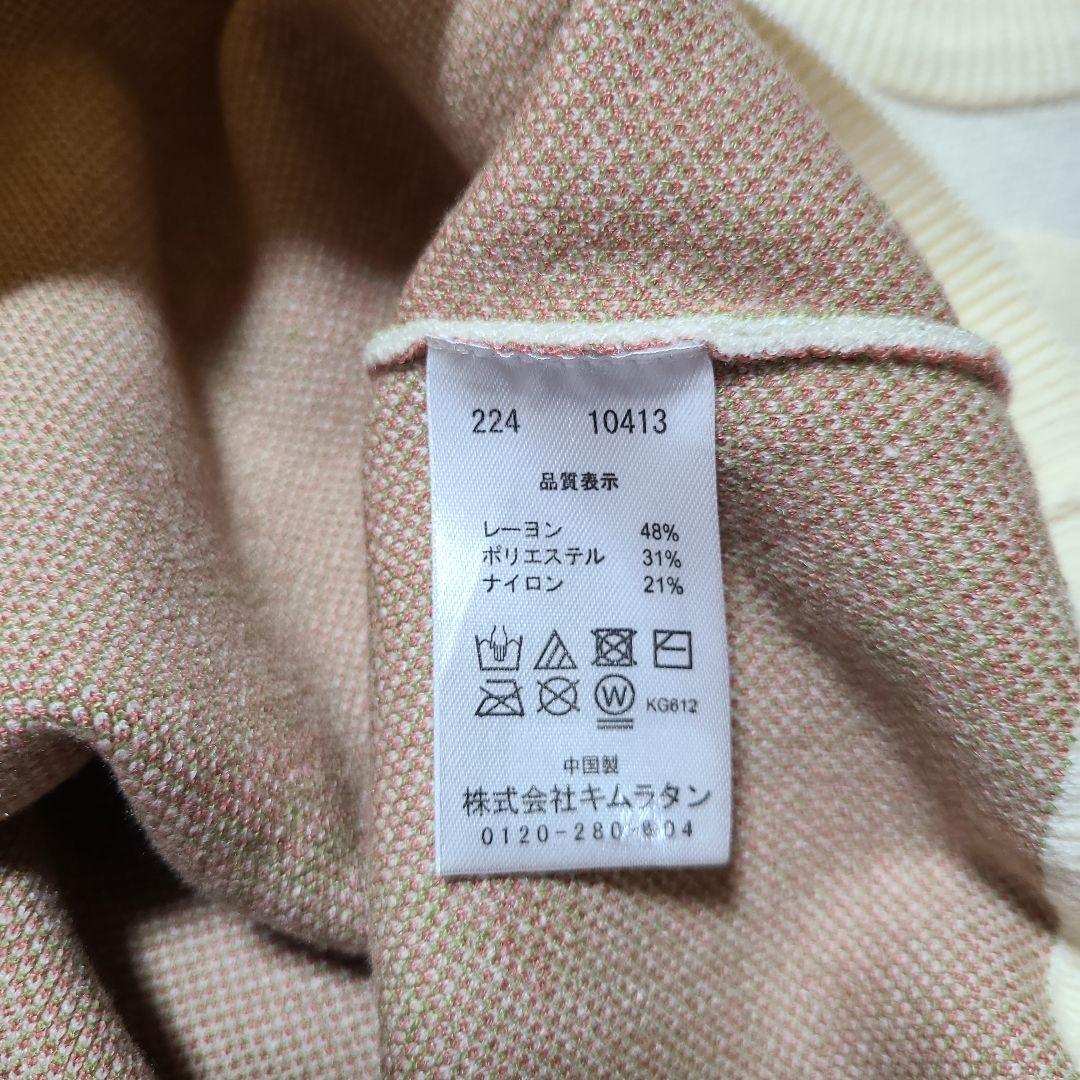 224 10413
品質表示
レーヨン 48%
ポリエステル 31%
ナイロン 21%
W KG612
中国製
株式会社キムラタン
0120-280-804